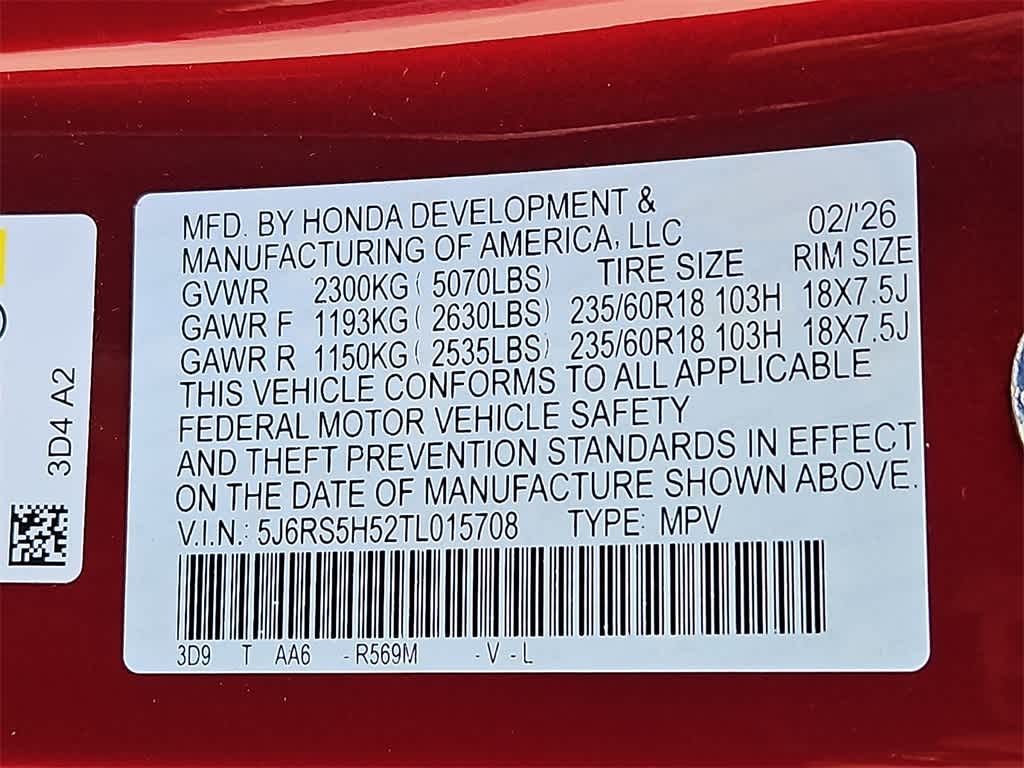 MFD. BY HONDA DEVELOPMENT &
MANUFACTURING OF AMERICA, LLC 02/'26
GVWR 2300KG ( 5070LBS) TIRE SIZE RIM SIZE
GAWR F 1193KG ( 2630LBS) 235/60R18 103H 18X7.5J
GAWR R 1150KG ( 2535LBS) 235/60R18 103H 18X7.5J
THIS VEHICLE CONFORMS TO ALL APPLICABLE
FEDERAL MOTOR VEHICLE SAFETY
AND THEFT PREVENTION STANDARDS IN EFFECT
ON THE DATE OF MANUFACTURE SHOWN ABOVE.
V.I.N.: 5J6RS5H52TL015708 TYPE: MPV
3D9 T AA6 -R569M -V -L
3D4 A2